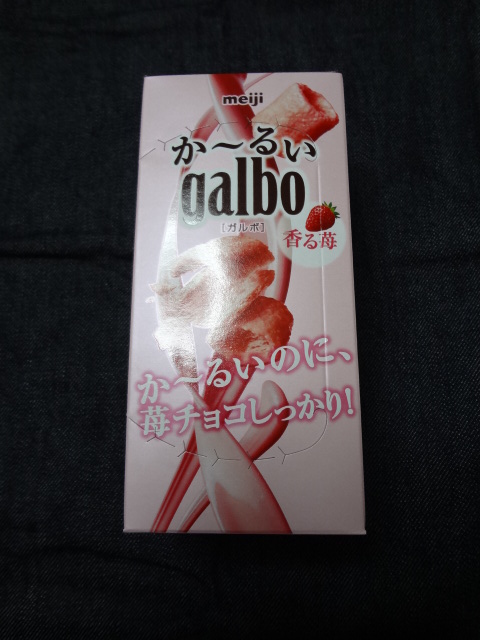 meiji
か〜るい
galbo
[ガルボ]
香る苺
か〜るいのに、
苺チョコしっかり!